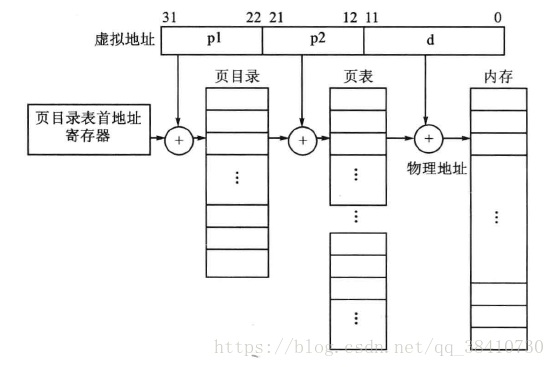 31 22 21 12 11 0
虚拟地址 p1 p2 d
页目录 页表 内存
页目录表首地址
寄存器
+ + +
物理地址
https://blog.csdn.net/qq_38410730